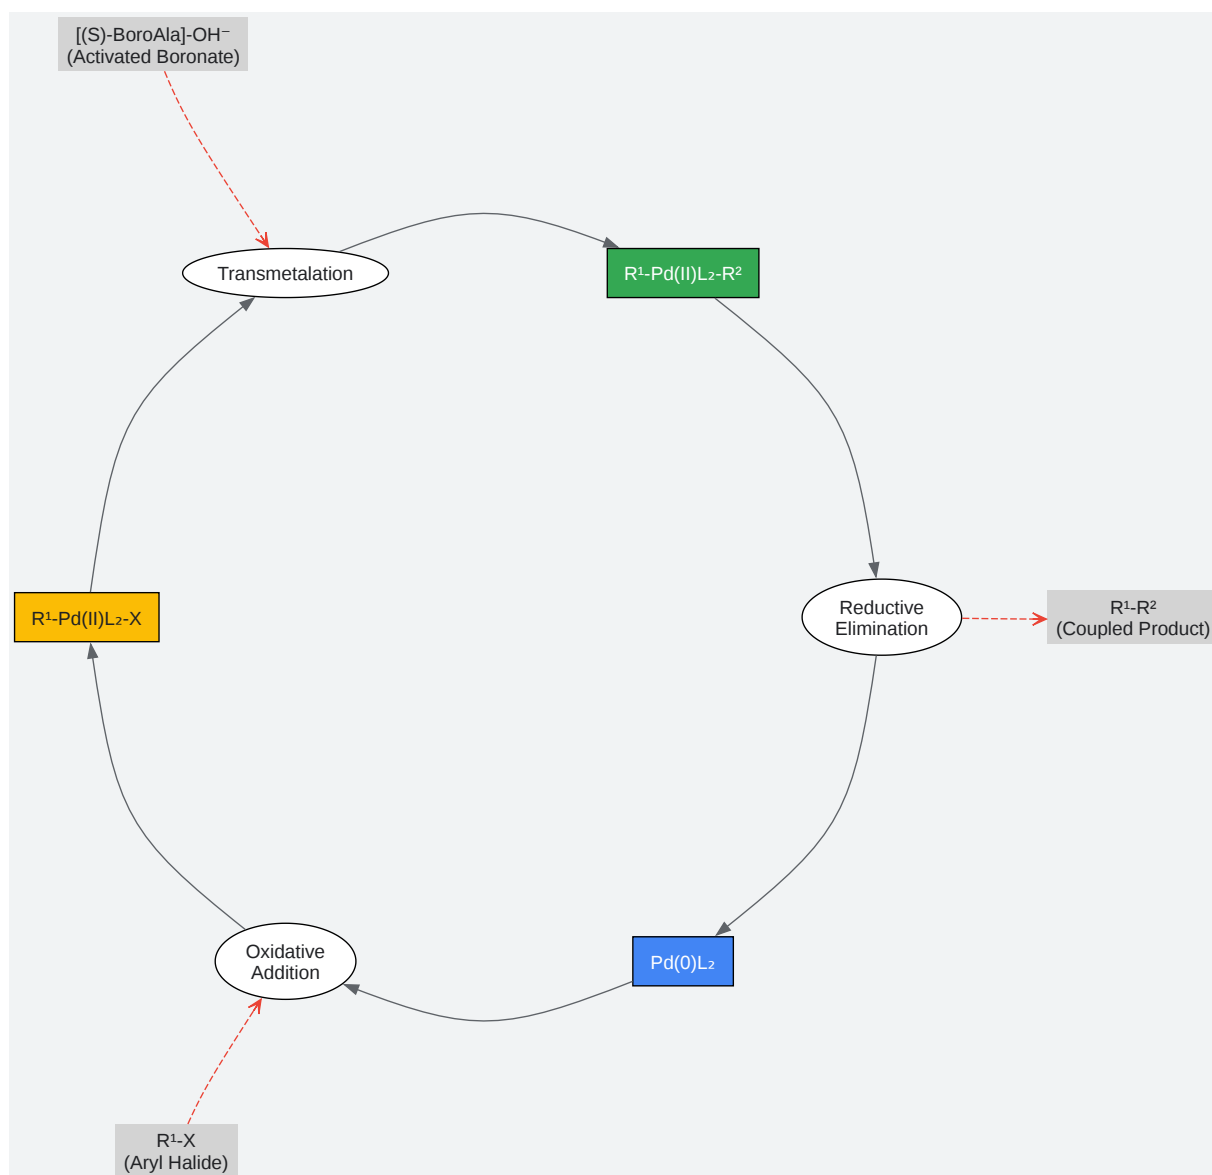 [(S)-BoroAla]-OH⁻
(Activated Boronate)
Transmetalation
R¹-Pd(II)L₂-R²
R¹-Pd(II)L₂-X
Reductive
Elimination
R¹-R²
(Coupled Product)
Oxidative
Addition
Pd(0)L₂
R¹-X
(Aryl Halide)